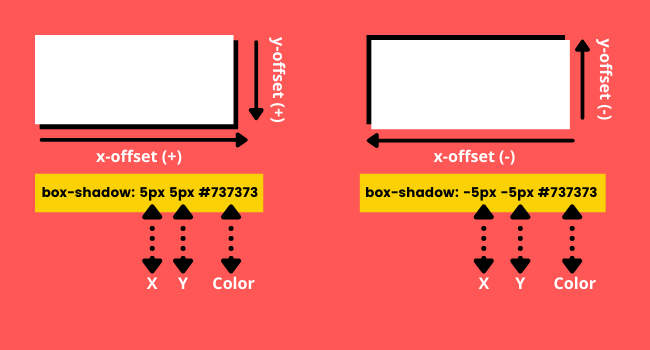 y-offset (+)
x-offset (+)
box-shadow: 5px 5px #737373
X Y Color
y-offset (-)
x-offset (-)
box-shadow: -5px -5px #737373
X Y Color